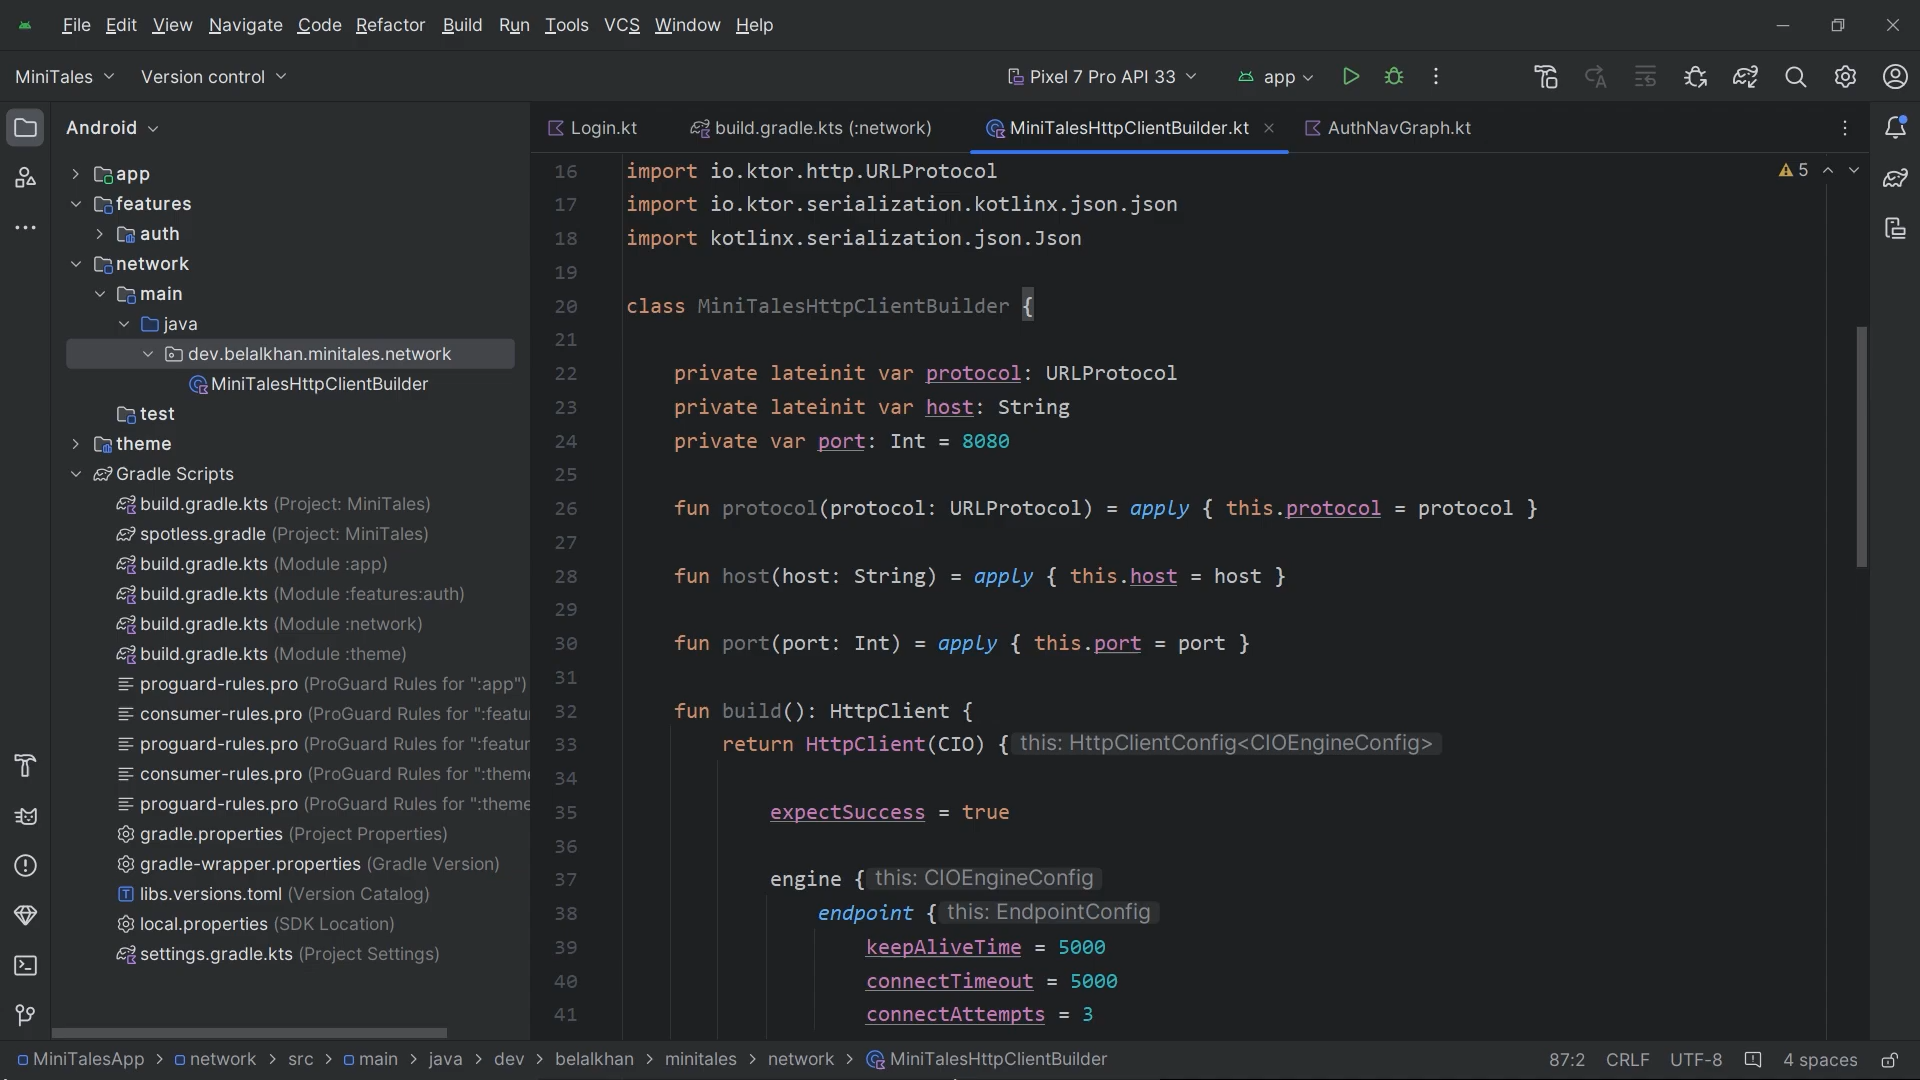 File Edit View Navigate Code Refactor Build Run Tools VCS Window Help
MiniTales Version control Pixel 7 Pro API 33 app
Android
app
features
auth
network
main
java
dev.belalkhan.minitales.network
MiniTalesHttpClientBuilder
test
theme
Gradle Scripts
build.gradle.kts (Project: MiniTales)
spotless.gradle (Project: MiniTales)
build.gradle.kts (Module :app)
build.gradle.kts (Module :features:auth)
build.gradle.kts (Module :network)
build.gradle.kts (Module :theme)
proguard-rules.pro (ProGuard Rules for ":app")
consumer-rules.pro (ProGuard Rules for ":featur
proguard-rules.pro (ProGuard Rules for ":featur
consumer-rules.pro (ProGuard Rules for ":theme
proguard-rules.pro (ProGuard Rules for ":theme
gradle.properties (Project Properties)
gradle-wrapper.properties (Gradle Version)
libs.versions.toml (Version Catalog)
local.properties (SDK Location)
settings.gradle.kts (Project Settings)
Login.kt build.gradle.kts (:network) MiniTalesHttpClientBuilder.kt AuthNavGraph.kt
5
16 import io.ktor.http.URLProtocol
17 import io.ktor.serialization.kotlinx.json.json
18 import kotlinx.serialization.json.Json
19
20 class MiniTalesHttpClientBuilder {
21
22 private lateinit var protocol: URLProtocol
23 private lateinit var host: String
24 private var port: Int = 8080
25
26 fun protocol(protocol: URLProtocol) = apply { this.protocol = protocol }
27
28 fun host(host: String) = apply { this.host = host }
29
30 fun port(port: Int) = apply { this.port = port }
31
32 fun build(): HttpClient {
33 return HttpClient(CIO) { this: HttpClientConfig<CIOEngineConfig>
34
35 expectSuccess = true
36
37 engine { this: CIOEngineConfig
38 endpoint { this: EndpointConfig
39 keepAliveTime = 5000
40 connectTimeout = 5000
41 connectAttempts = 3
MiniTalesApp > network > src > main > java > dev > belalkhan > minitales > network > MiniTalesHttpClientBuilder 87:2 CRLF UTF-8 4 spaces